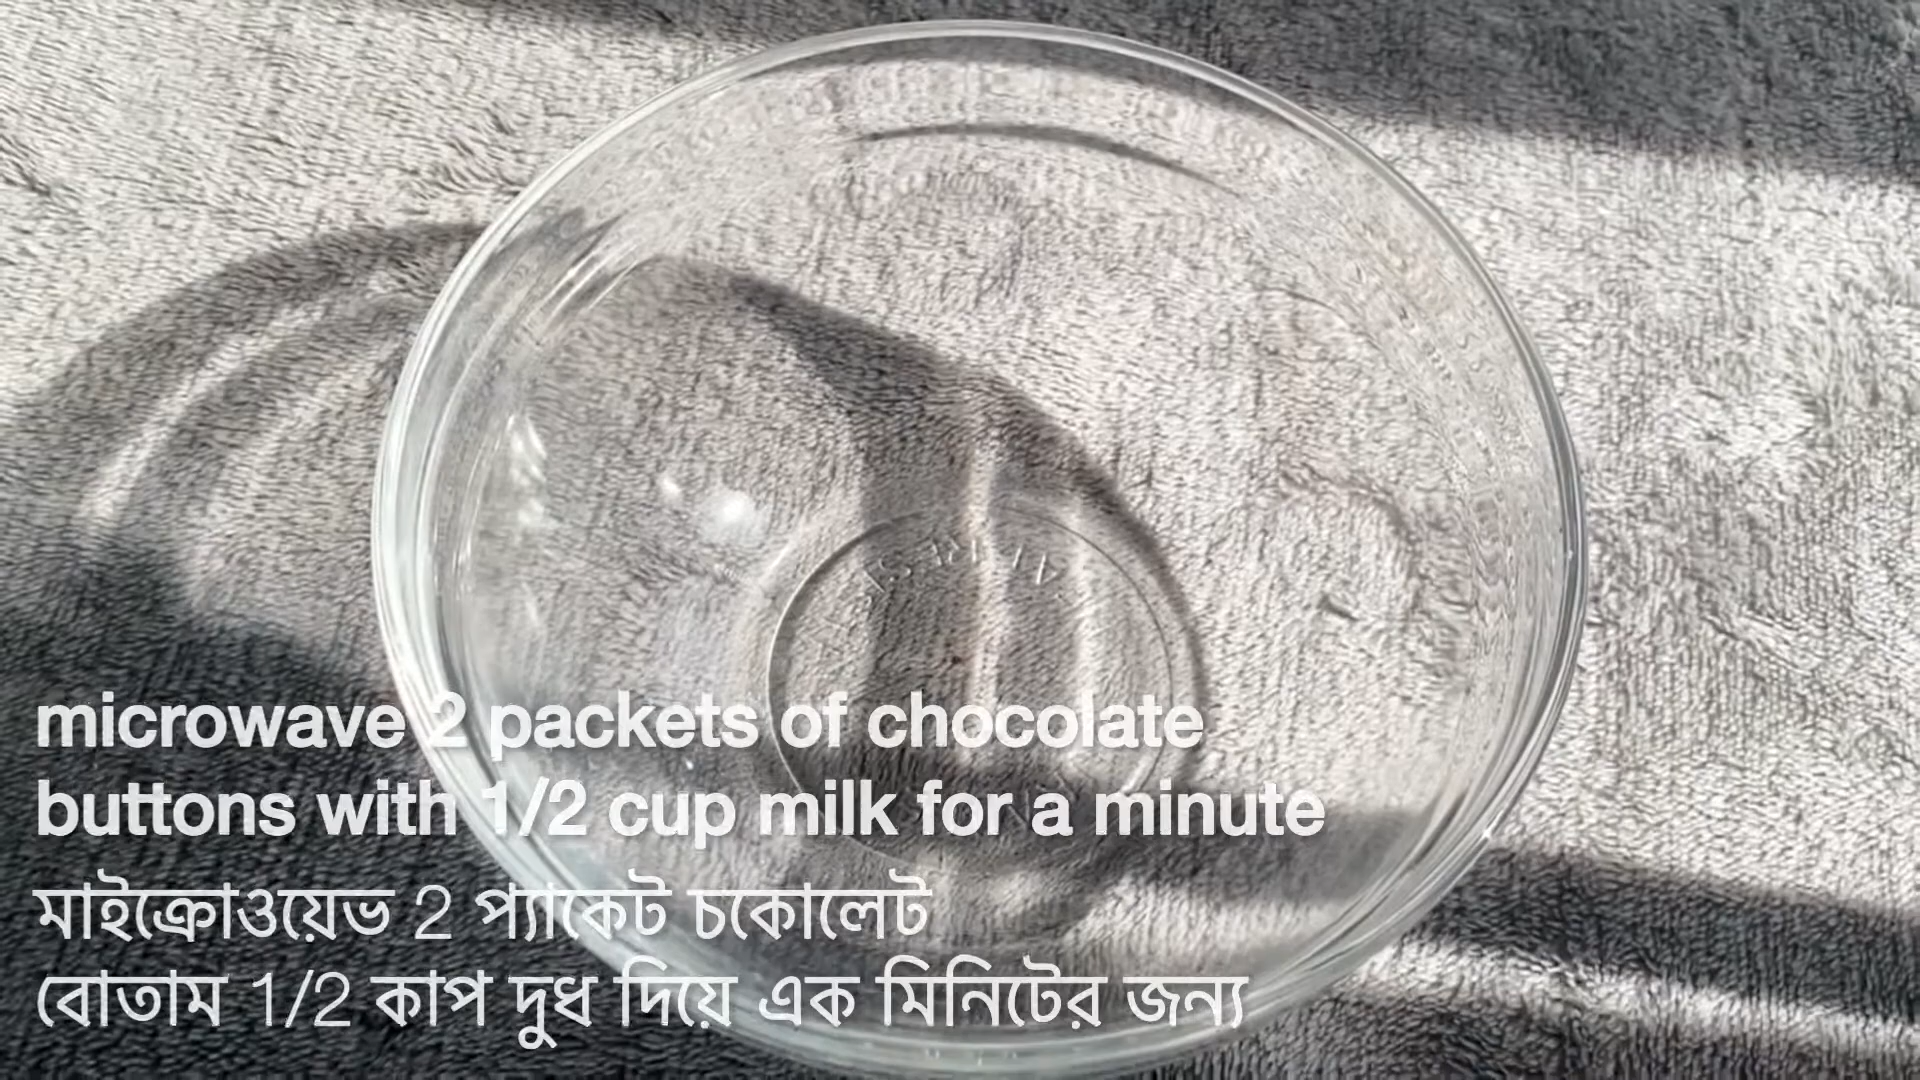 microwave 2 packets of chocolate
buttons with 1/2 cup milk for a minute
মাইক্রোওয়েভ 2 প্যাকেট চকোলেট
বোতাম 1/2 কাপ দুধ দিয়ে এক মিনিটের জন্য